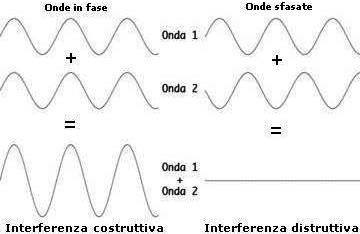 Onde in fase
Onde sfasate
Onda 1
+
+
Onda 2
=
=
Onda 1
+
Onda 2
Interferenza costruttiva
Interferenza distruttiva